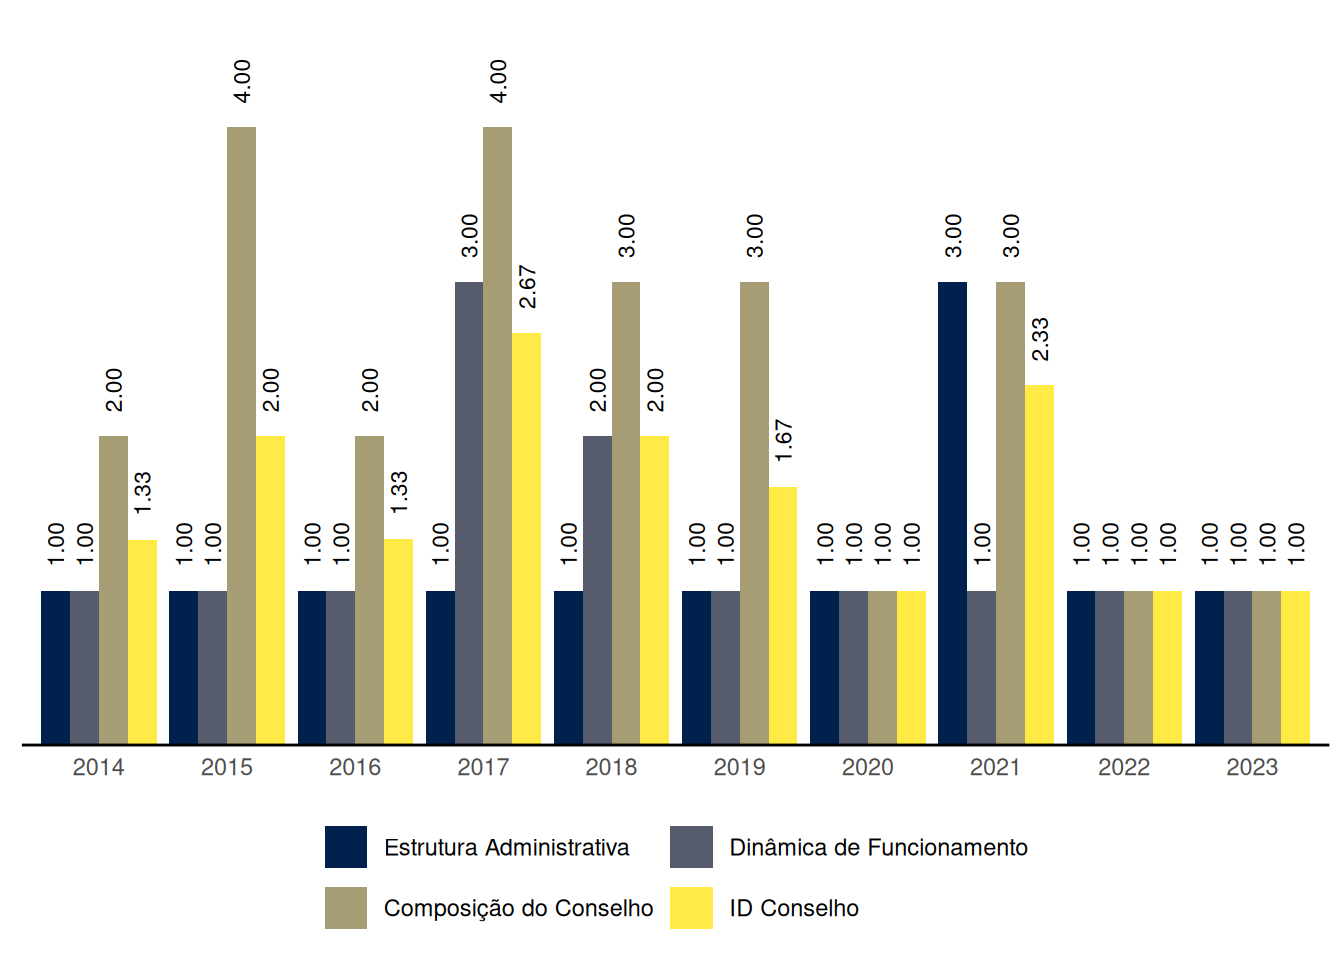 4.00 4.00
3.00 3.00 3.00 3.00 3.00
2.67
2.33
2.00 2.00 2.00 2.00 2.00
1.67
1.33 1.33
1.00 1.00 1.00 1.00 1.00 1.00 1.00 1.00 1.00 1.00 1.00 1.00 1.00 1.00 1.00 1.00 1.00 1.00 1.00 1.00 1.00 1.00 1.00
2014 2015 2016 2017 2018 2019 2020 2021 2022 2023
Estrutura Administrativa Dinâmica de Funcionamento
Composição do Conselho ID Conselho